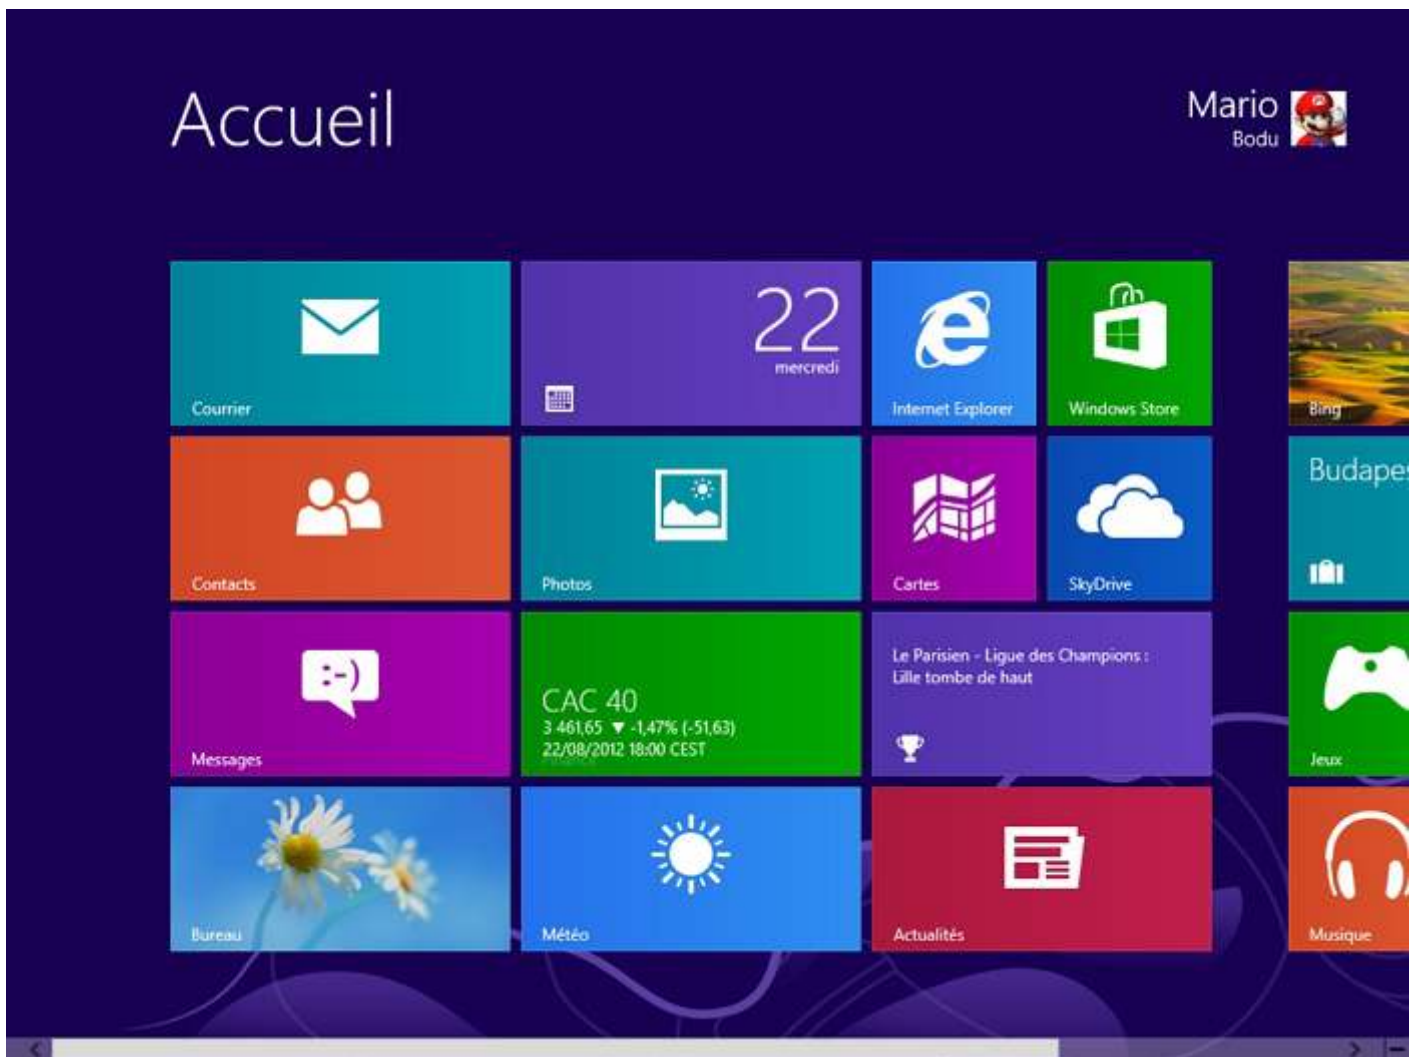 Accueil
Mario
Bodu
Courrier
22
mercredi
Internet Explorer
Windows Store
Bing
Contacts
Photos
Cartes
SkyDrive
Budapes
Messages
CAC 40
3 461,65 ▼ -1,47% (-51,63)
22/08/2012 18:00 CEST
Finance
Le Parisien - Ligue des Champions :
Lille tombe de haut
Jeux
Bureau
Météo
Actualités
Musique